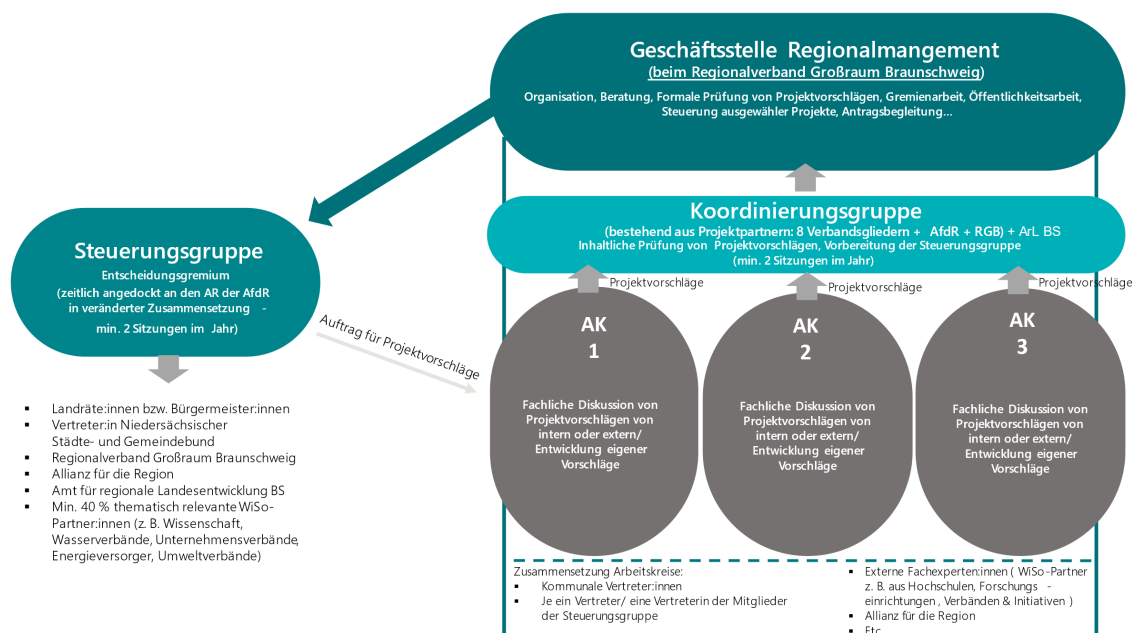 Geschäftsstelle Regionalmangement
(beim Regionalverband Großraum Braunschweig)
Organisation, Beratung, Formale Prüfung von Projektvorschlägen, Gremienarbeit, Öffentlichkeitsarbeit,
Steuerung ausgewähler Projekte, Antragsbegleitung...
Koordinierungsgruppe
(bestehend aus Projektpartnern: 8 Verbandsgliedern + AfdR + RGB) + ArL BS
Inhaltliche Prüfung von Projektvorschlägen, Vorbereitung der Steuerungsgruppe
(min. 2 Sitzungen im Jahr)
Steuerungsgruppe
Entscheidungsgremium
(zeitlich angedockt an den AR der AfdR
in veränderter Zusammensetzung -
min. 2 Sitzungen im Jahr)
Auftrag für Projektvorschläge
▪ Landräte:innen bzw. Bürgermeister:innen
▪ Vertreter:in Niedersächsischer
Städte- und Gemeindebund
▪ Regionalverband Großraum Braunschweig
▪ Allianz für die Region
▪ Amt für regionale Landesentwicklung BS
▪ Min. 40 % thematisch relevante WiSo-
Partner:innen (z. B. Wissenschaft,
Wasserverbände, Unternehmensverbände,
Energieversorger, Umweltverbände)
Projektvorschläge
AK
1
Fachliche Diskussion von
Projektvorschlägen von
intern oder extern/
Entwicklung eigener
Vorschläge
Projektvorschläge
AK
2
Fachliche Diskussion von
Projektvorschlägen von
intern oder extern/
Entwicklung eigener
Vorschläge
Projektvorschläge
AK
3
Fachliche Diskussion von
Projektvorschlägen von
intern oder extern/
Entwicklung eigener
Vorschläge
Zusammensetzung Arbeitskreise:
▪ Kommunale Vertreter:innen
▪ Je ein Vertreter/ eine Vertreterin der Mitglieder
der Steuerungsgruppe
▪ Externe Fachexperten:innen ( WiSo-Partner
z. B. aus Hochschulen, Forschungs -
einrichtungen, Verbänden & Initiativen )
▪ Allianz für die Region
▪ Etc